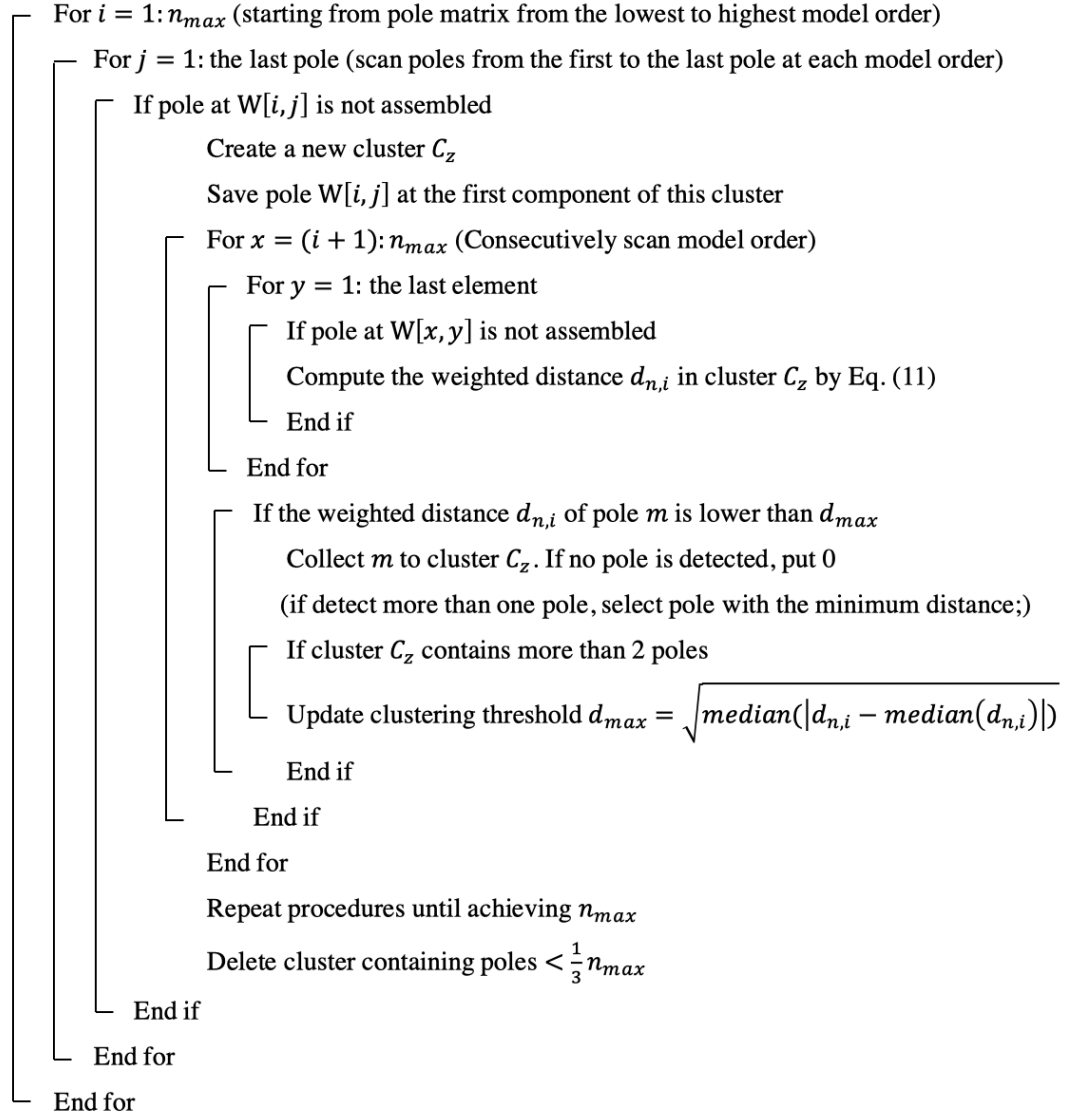 For i = 1: n_max (starting from pole matrix from the lowest to highest model order)
For j = 1: the last pole (scan poles from the first to the last pole at each model order)
If pole at W[i, j] is not assembled
Create a new cluster C_z
Save pole W[i, j] at the first component of this cluster
For x = (i + 1): n_max (Consecutively scan model order)
For y = 1: the last element
If pole at W[x, y] is not assembled
Compute the weighted distance d_{n,i} in cluster C_z by Eq. (11)
End if
End for
If the weighted distance d_{n,i} of pole m is lower than d_max
Collect m to cluster C_z. If no pole is detected, put 0
(if detect more than one pole, select pole with the minimum distance;)
If cluster C_z contains more than 2 poles
Update clustering threshold d_max = √median(|d_{n,i} − median(d_{n,i})|)
End if
End if
End for
Repeat procedures until achieving n_max
Delete cluster containing poles < 1/3 n_max
End if
End for
End for